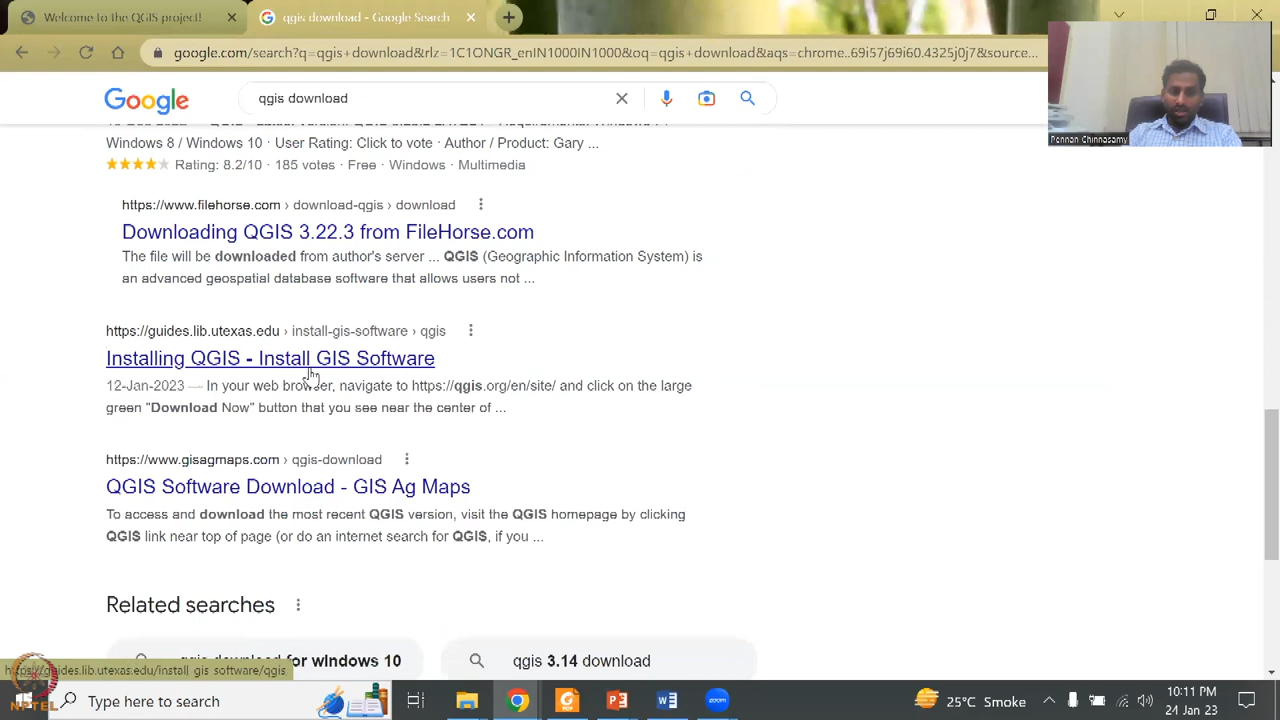 Welcome to the QGIS project!
qgis download - Google Search
google.com/search?q=qgis+download&rlz=1C1ONGR_enIN1000IN1000&oq=qgis+download&aqs=chrome..69i57j69i60.4325j0j7&source...
Google
qgis download
Pennan Chinnasamy
Windows 8 / Windows 10 · User Rating: Click to vote · Author / Product: Gary ...
Rating: 8.2/10 · 185 votes · Free · Windows · Multimedia
https://www.filehorse.com › download-qgis › download
Downloading QGIS 3.22.3 from FileHorse.com
The file will be downloaded from author's server ... QGIS (Geographic Information System) is
an advanced geospatial database software that allows users not ...
https://guides.lib.utexas.edu › install-gis-software › qgis
Installing QGIS - Install GIS Software
12-Jan-2023 — In your web browser, navigate to https://qgis.org/en/site/ and click on the large
green "Download Now" button that you see near the center of ...
https://www.gisagmaps.com › qgis-download
QGIS Software Download - GIS Ag Maps
To access and download the most recent QGIS version, visit the QGIS homepage by clicking
QGIS link near top of page (or do an internet search for QGIS, if you ...
Related searches
qgis download for windows 10
qgis 3.14 download
https://guides.lib.utexas.edu/install_gis_software/qgis
NPTEL
Type here to search
25°C Smoke
10:11 PM
24 Jan 23